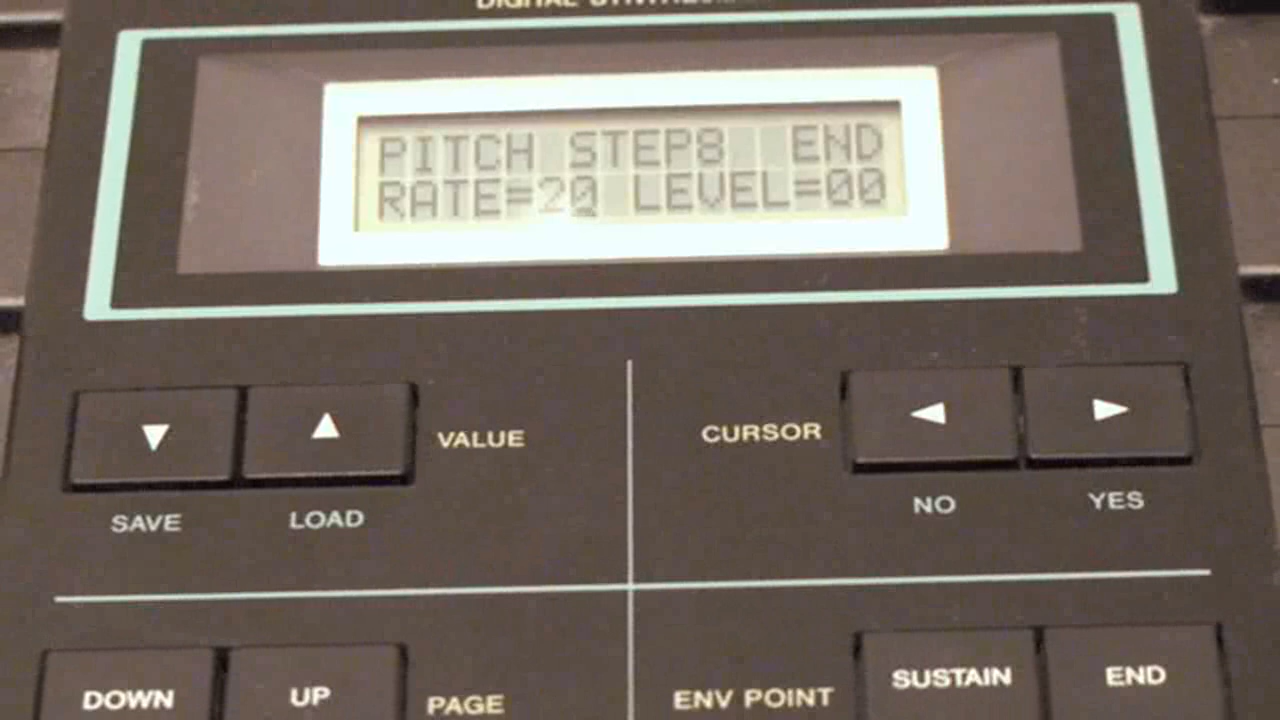 DIGITAL
PITCH STEP8 END
RATE=20 LEVEL=00
VALUE
CURSOR
SAVE LOAD
NO YES
DOWN UP PAGE
ENV POINT SUSTAIN END